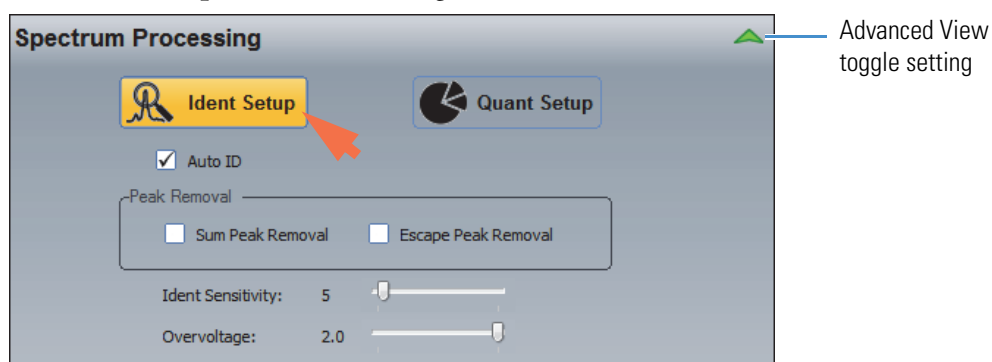 Spectrum Processing
Advanced View
toggle setting
Ident Setup
Quant Setup
Auto ID
Peak Removal
Sum Peak Removal
Escape Peak Removal
Ident Sensitivity: 5
Overvoltage: 2.0